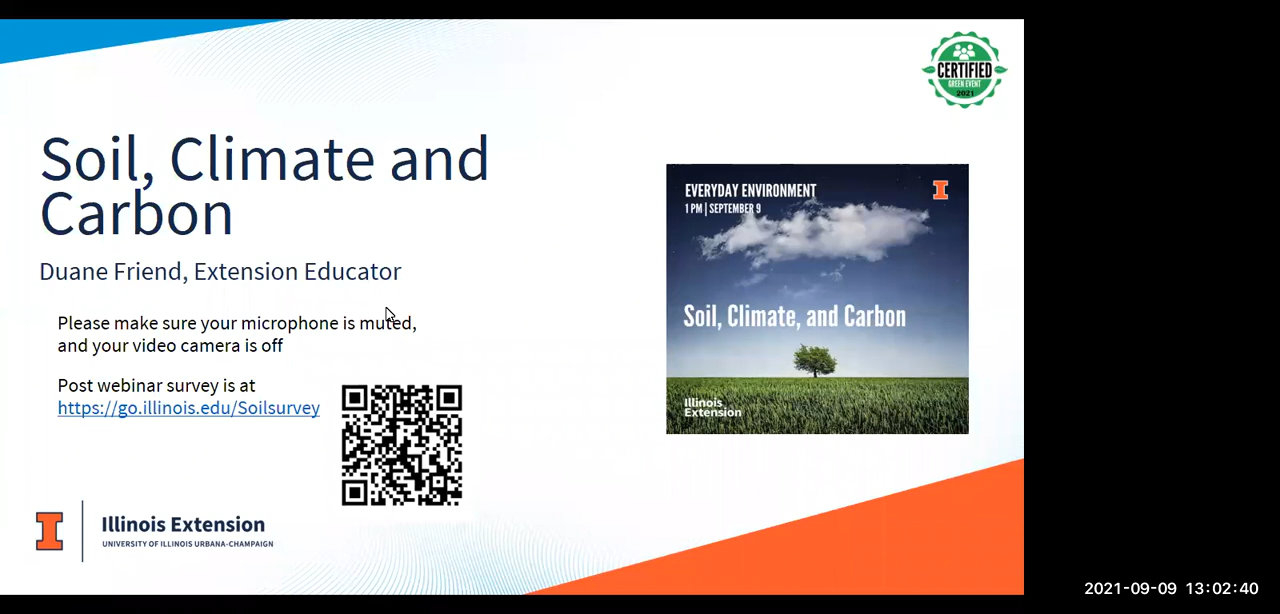 CERTIFIED
GREEN EVENT
2021
Soil, Climate and
Carbon
Duane Friend, Extension Educator
Please make sure your microphone is muted,
and your video camera is off
Post webinar survey is at
https://go.illinois.edu/Soilsurvey
EVERYDAY ENVIRONMENT
1 PM | SEPTEMBER 9
Soil, Climate, and Carbon
Illinois
Extension
Illinois Extension
UNIVERSITY OF ILLINOIS URBANA-CHAMPAIGN
2021-09-09 13:02:40